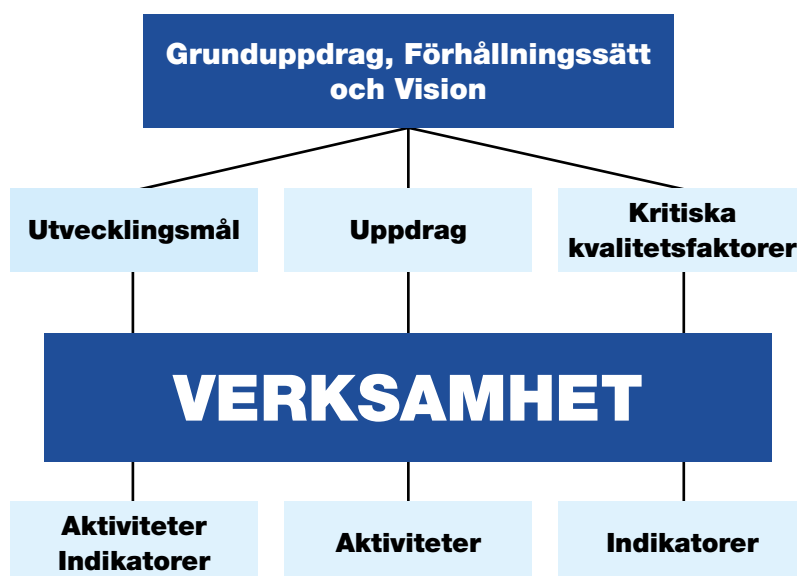 Grunduppdrag, Förhållningssätt
och Vision
Utvecklingsmål
Uppdrag
Kritiska
kvalitetsfaktorer
VERKSAMHET
Aktiviteter
Indikatorer
Aktiviteter
Indikatorer